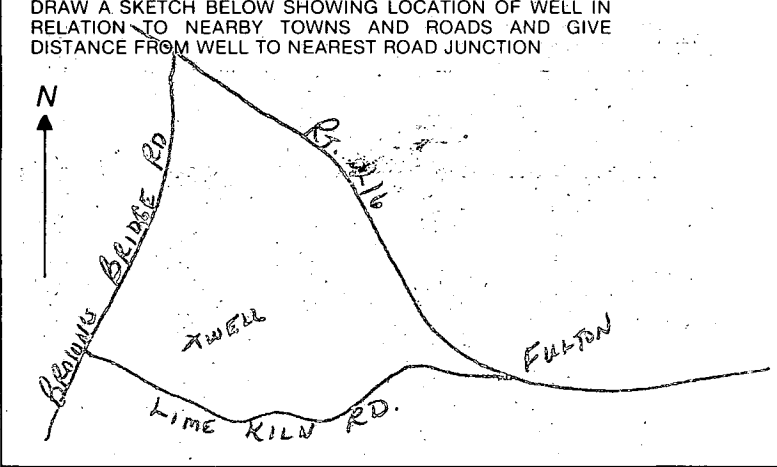 DRAW A SKETCH BELOW SHOWING LOCATION OF WELL IN
RELATION TO NEARBY TOWNS AND ROADS AND GIVE
DISTANCE FROM WELL TO NEAREST ROAD JUNCTION
N
Rt. 216
BROWN'S BRIDGE RD
XWELL
FULTON
LIME KILN RD.